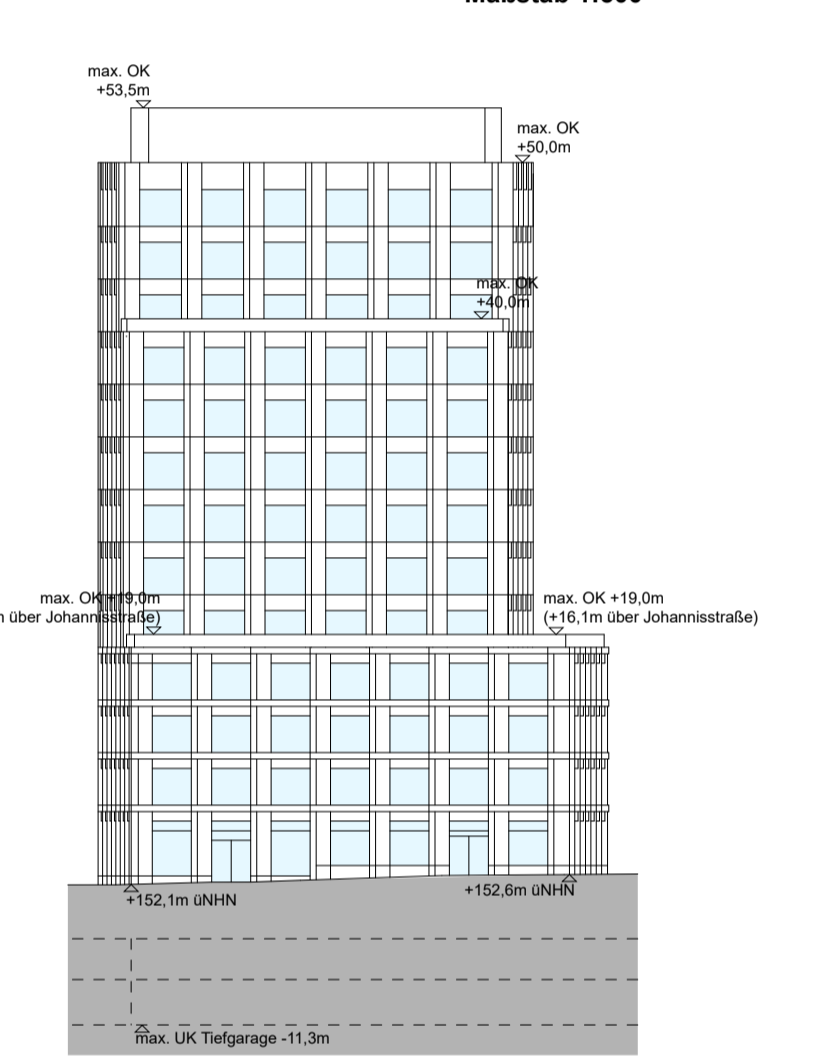 max. OK
+53,5m
max. OK
+50,0m
max. OK
+40,0m
max. OK +19,0m
über Johannisstraße)
max. OK +19,0m
(+16,1m über Johannisstraße)
+152,1m üNHN
+152,6m üNHN
max. UK Tiefgarage -11,3m